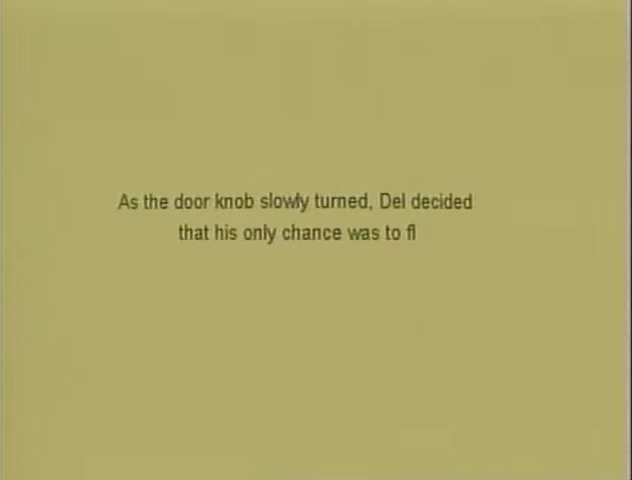 As the door knob slowly turned, Del decided
that his only chance was to fl